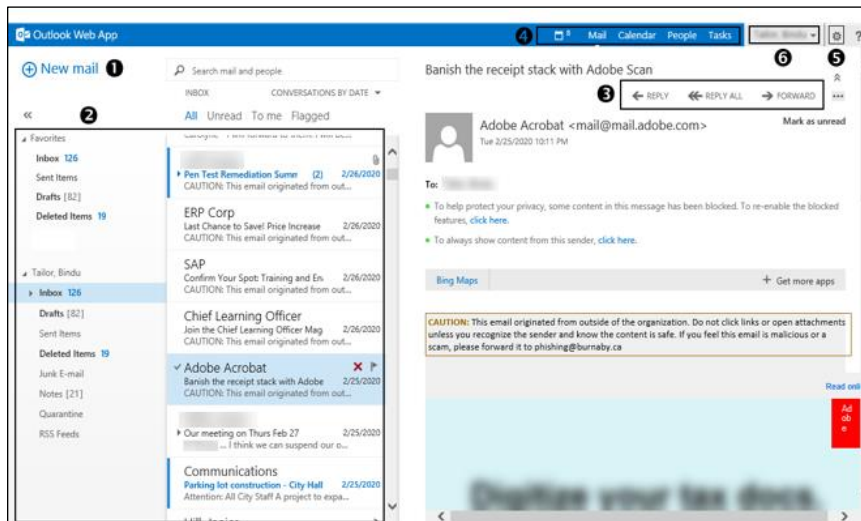 Outlook Web App
4
8
Mail Calendar People Tasks
?
6
5
New mail 1
Search mail and people
INBOX CONVERSATIONS BY DATE
All Unread To me Flagged
2
Favorites
Inbox 126
Sent Items
Drafts [82]
Deleted Items 19
Tailor, Bindu
Inbox 126
Drafts [82]
Sent Items
Deleted Items 19
Junk E-mail
Notes [21]
Quarantine
RSS Feeds
Pen Test Remediation Summ (2) 2/26/2020
CAUTION: This email originated from out...
ERP Corp
Last Chance to Save! Price Increase 2/26/2020
CAUTION: This email originated from out...
SAP
Confirm Your Spot: Training and En 2/26/2020
CAUTION: This email originated from out...
Chief Learning Officer
Join the Chief Learning Officer Mag 2/26/2020
CAUTION: This email originated from out...
Adobe Acrobat
Banish the receipt stack with Adobe 2/25/2020
CAUTION: This email originated from out...
Our meeting on Thurs Feb 27 2/25/2020
... I think we can suspend our o...
Communications
Parking lot construction - City Hall 2/25/2020
Attention: All City Staff A project to expa...
Banish the receipt stack with Adobe Scan
3 REPLY REPLY ALL FORWARD ...
Adobe Acrobat <mail@mail.adobe.com>
Mark as unread
Tue 2/25/2020 10:11 PM
To:
To help protect your privacy, some content in this message has been blocked. To re-enable the blocked
features, click here.
To always show content from this sender, click here.
Bing Maps + Get more apps
CAUTION: This email originated from outside of the organization. Do not click links or open attachments
unless you recognize the sender and know the content is safe. If you feel this email is malicious or a
scam, please forward it to phishing@burnaby.ca
Read onli
Ad
ob
e
Digitize your tax docs.